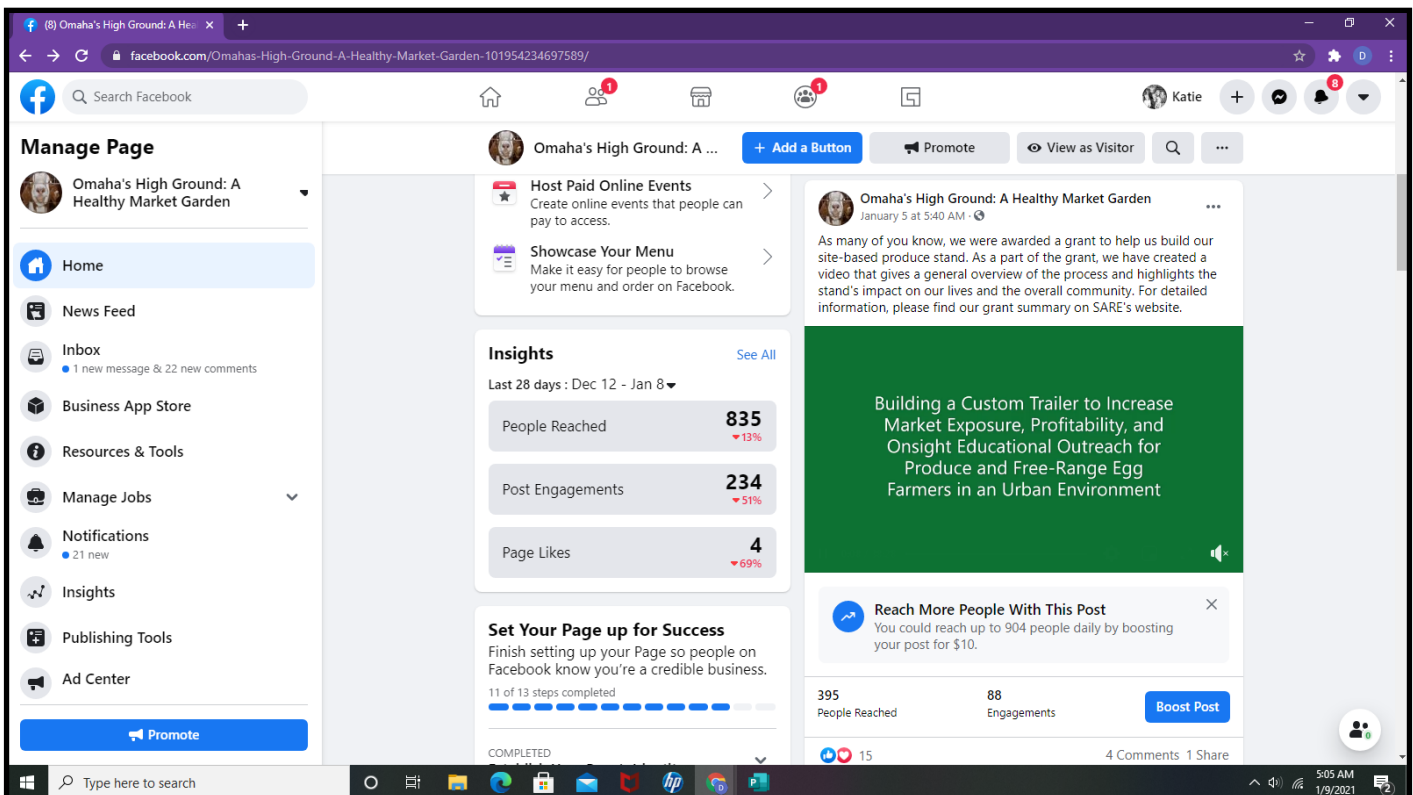 (8) Omaha's High Ground: A Hea
facebook.com/Omahas-High-Ground-A-Healthy-Market-Garden-101954234697589/
D
Search Facebook
1
1
Katie
8
Manage Page
Omaha's High Ground: A
Healthy Market Garden
Home
News Feed
Inbox
1 new message & 22 new comments
Business App Store
Resources & Tools
Manage Jobs
Notifications
21 new
Insights
Publishing Tools
Ad Center
Promote
Omaha's High Ground: A ...
+ Add a Button
Promote
View as Visitor
...
Host Paid Online Events
Create online events that people can
pay to access.
Showcase Your Menu
Make it easy for people to browse
your menu and order on Facebook.
Insights
See All
Last 28 days : Dec 12 - Jan 8
People Reached
835
13%
Post Engagements
234
51%
Page Likes
4
69%
Set Your Page up for Success
Finish setting up your Page so people on
Facebook know you're a credible business.
11 of 13 steps completed
COMPLETED
Omaha's High Ground: A Healthy Market Garden
January 5 at 5:40 AM ·
...
As many of you know, we were awarded a grant to help us build our
site-based produce stand. As a part of the grant, we have created a
video that gives a general overview of the process and highlights the
stand's impact on our lives and the overall community. For detailed
information, please find our grant summary on SARE's website.
Building a Custom Trailer to Increase
Market Exposure, Profitability, and
Onsight Educational Outreach for
Produce and Free-Range Egg
Farmers in an Urban Environment
Reach More People With This Post
You could reach up to 904 people daily by boosting
your post for $10.
395
People Reached
88
Engagements
Boost Post
15
4 Comments 1 Share
0
Type here to search
hp
D
P
5:05 AM
1/9/2021
2